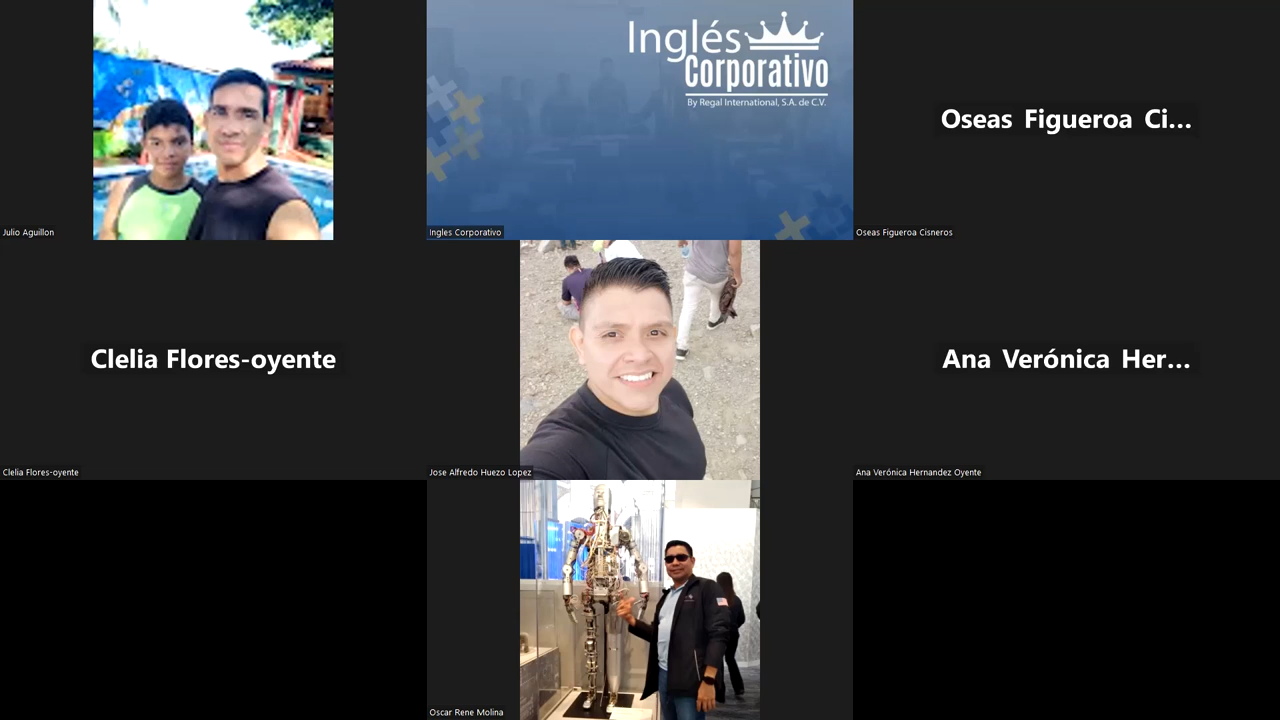 Inglés
Corporativo
By Regal International, S.A. de C.V.
Oseas Figueroa Ci...
Julio Aguillon
Ingles Corporativo
Oseas Figueroa Cisneros
Clelia Flores-oyente
Ana Verónica Her...
Clelia Flores-oyente
Jose Alfredo Huezo Lopez
Ana Verónica Hernandez Oyente
Oscar Rene Molina